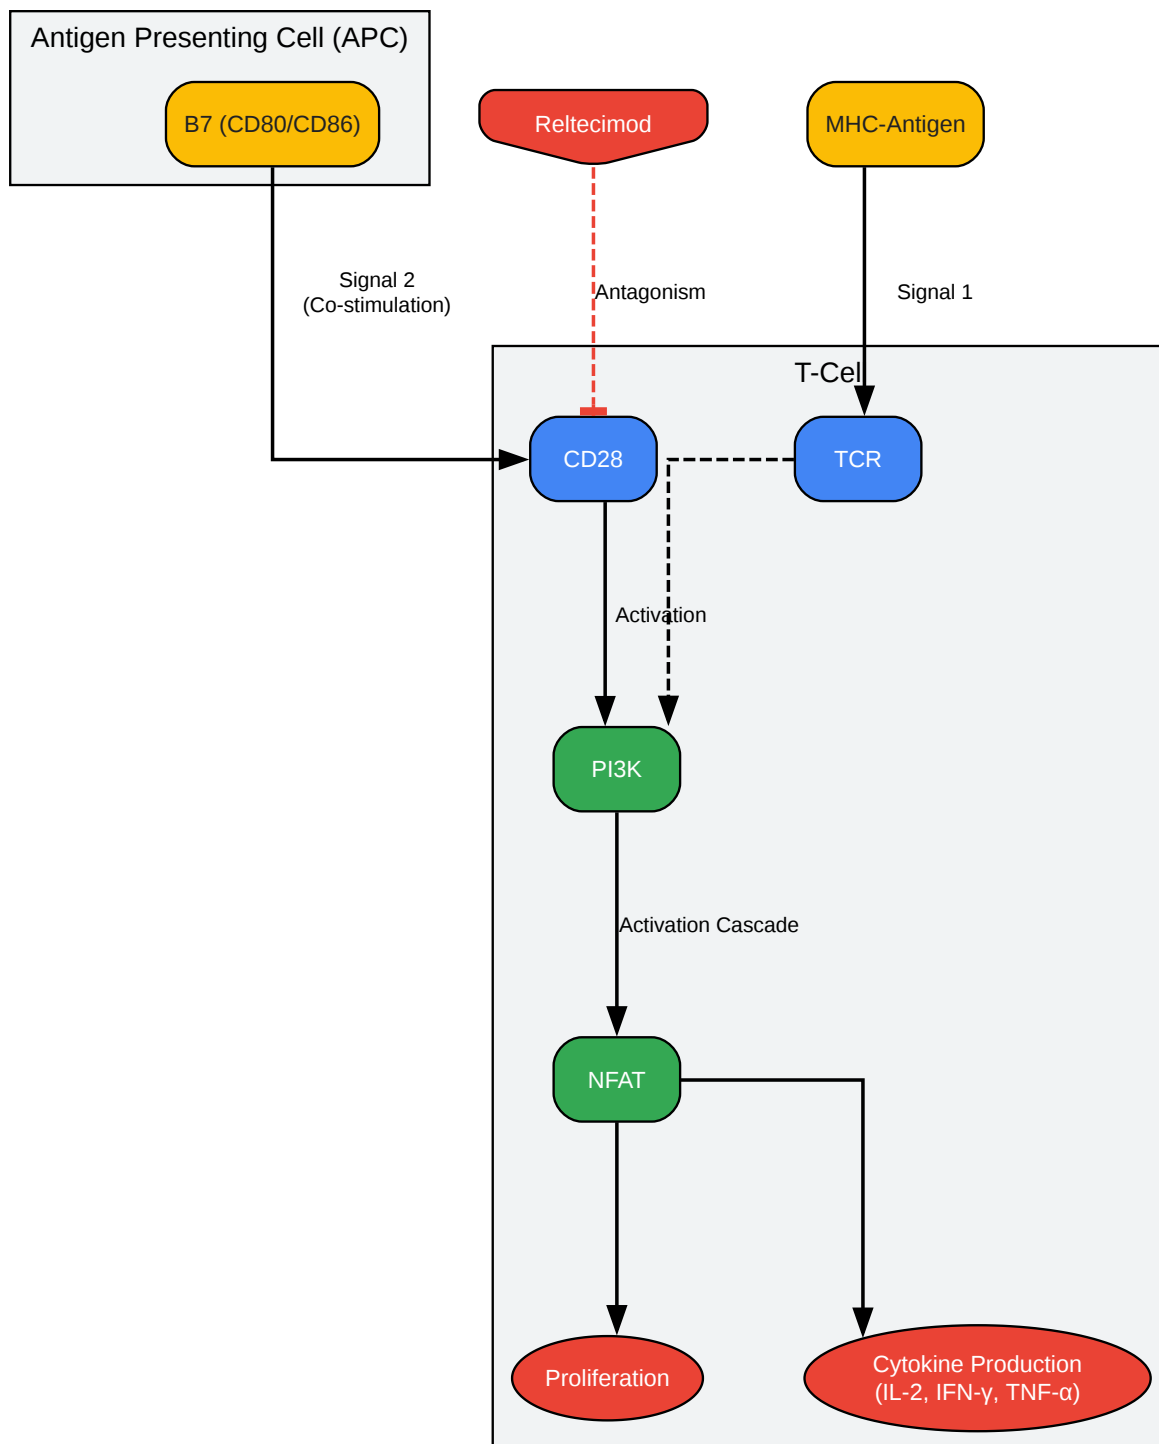 Antigen Presenting Cell (APC)
B7 (CD80/CD86)
Reltecimod
MHC-Antigen
Signal 2
(Co-stimulation)
Antagonism
Signal 1
T-Cel
CD28
TCR
Activation
PI3K
Activation Cascade
NFAT
Proliferation
Cytokine Production
(IL-2, IFN-γ, TNF-α)